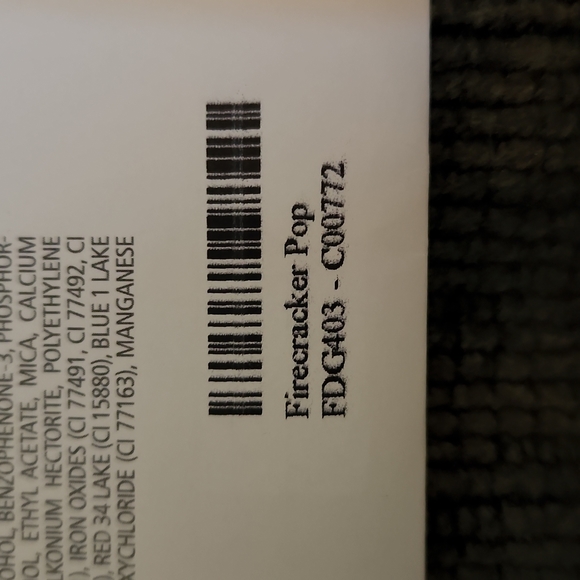 OHOL, BENZOPHENONE-3, PHOSPHOR-
OL, ETHYL ACETATE, MICA, CALCIUM
LKONIUM HECTORITE, POLYETHYLENE
), IRON OXIDES (CI 77491, CI 77492, CI
), RED 34 LAKE (CI 15880), BLUE 1 LAKE
XYCHLORIDE (CI 77163), MANGANESE
Firecracker Pop
FDG403 - C00772